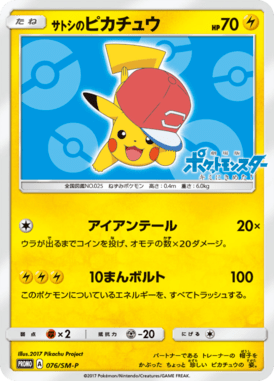 たね サトシのピカチュウ HP70
ポケットモンスター
全国図鑑NO.025 ねずみポケモン 高さ:0.4m 重さ:6.0kg
アイアンテール 20×
ウラが出るまでコインを投げ、オモテの数×20ダメージ。
10まんボルト 100
このポケモンについているエネルギーを、すべてトラッシュする。
弱点 ×2 抵抗力 -20 にげる
Illus.2017 Pikachu Project
PROMO A 076/SM-P
パートナーである トレーナーの 帽子を
かぶった ちょっと 珍しい ピカチュウの 姿。
©2017 Pokémon/Nintendo/Creatures/GAME FREAK.